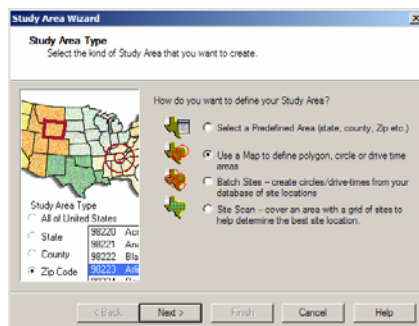 Study Area Wizard
Study Area Type
Select the kind of Study Area that you want to create.
How do you want to define your Study Area?
Select a Predefined Area (state, county, Zip etc.)
Use a Map to define polygon, circle or drive time
areas
Batch Sites – create circles/drive-times from your
database of site locations
Site Scan – cover an area with a grid of sites to
help determine the best site location.
Study Area Type
All of United States
State
County
Zip Code
98220
98221
98222 Bla
98223
< Back
Next >
Finish
Cancel
Help